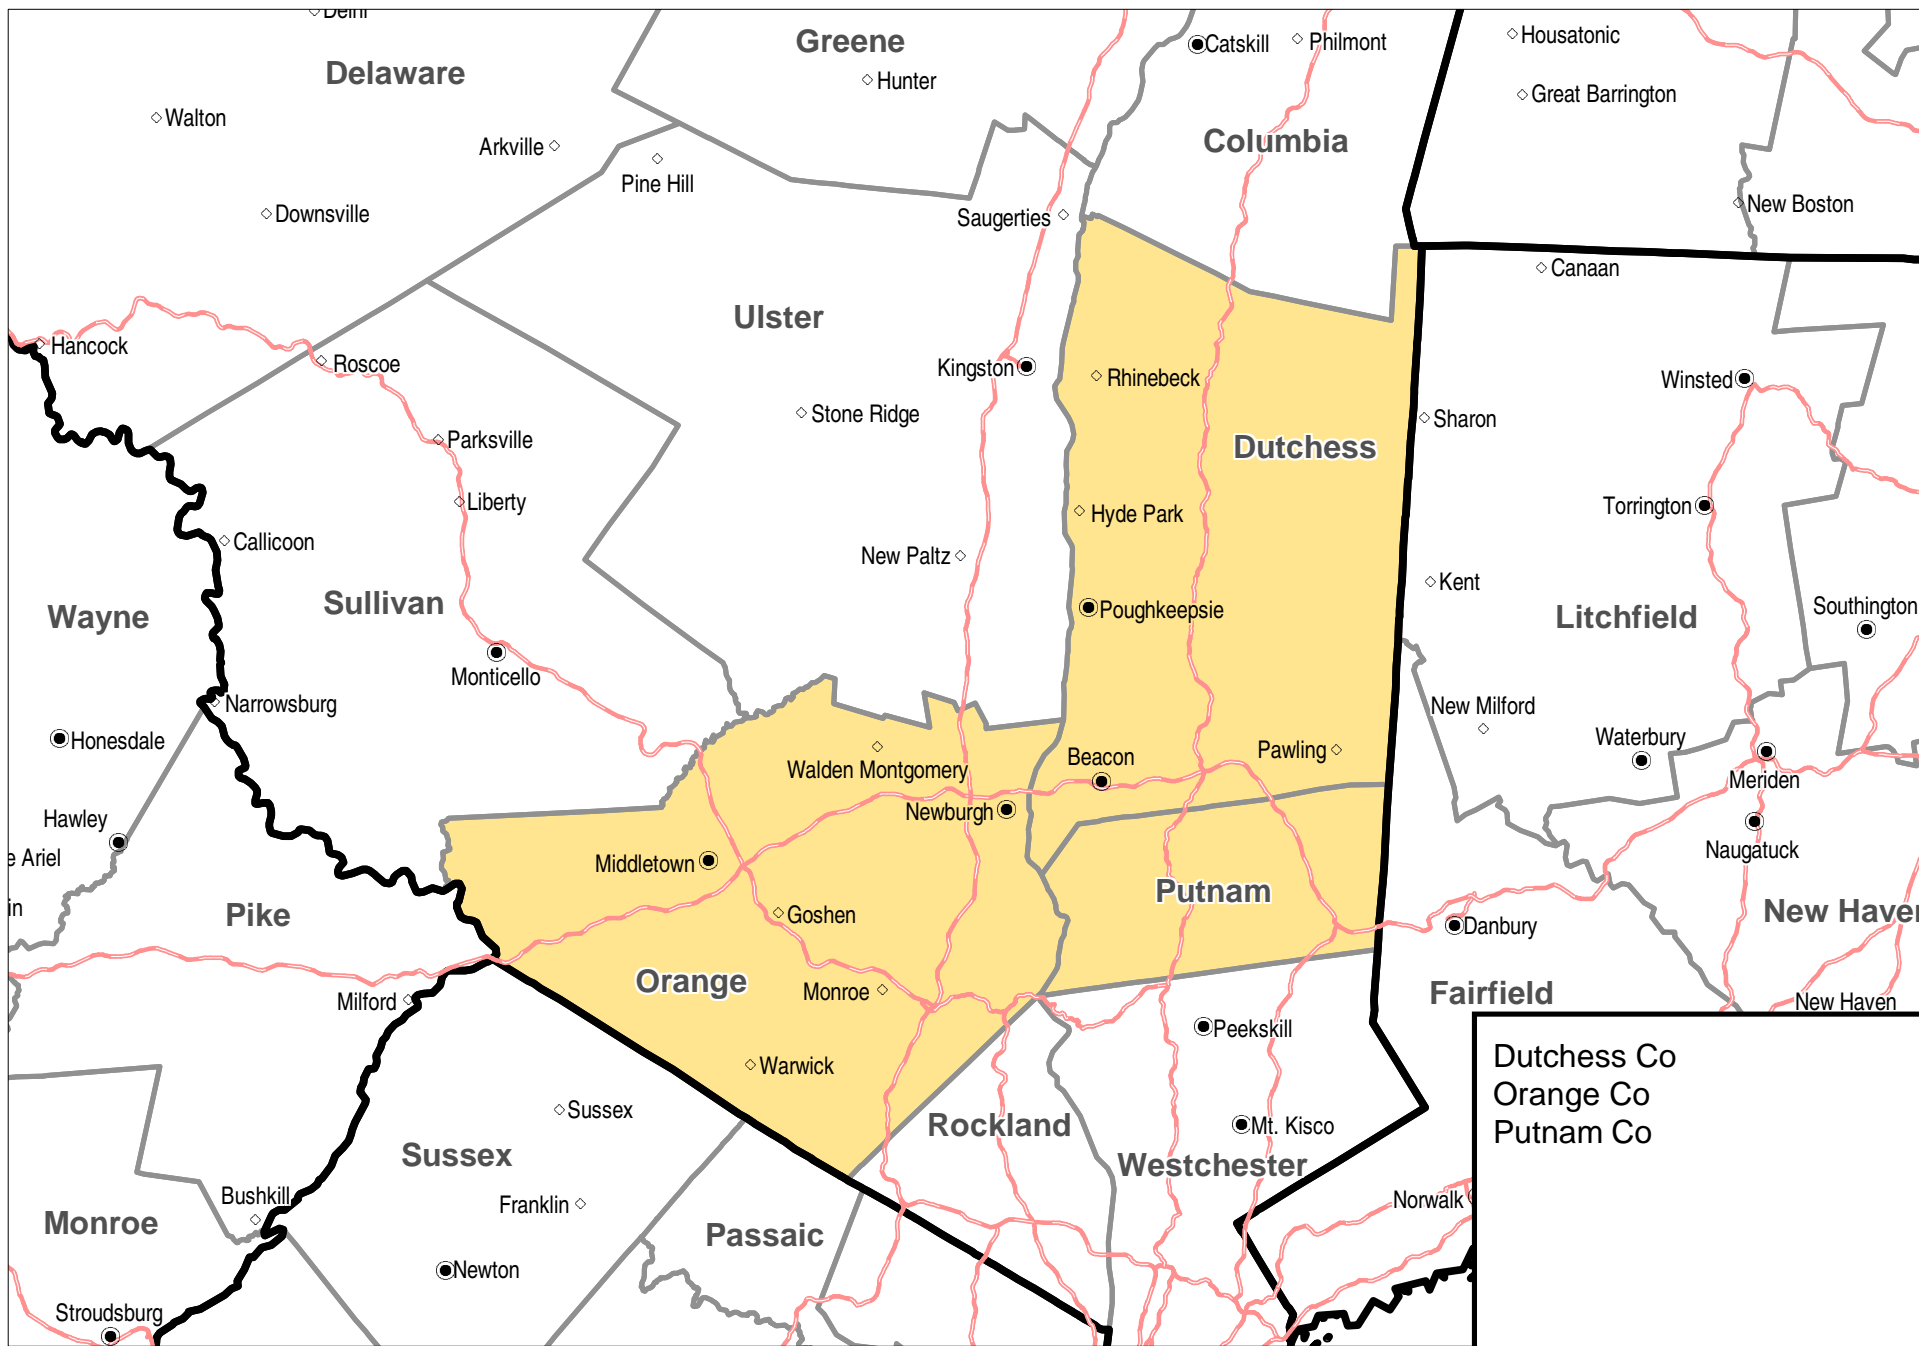 Delhi
Greene
Catskill
Philmont
Housatonic
Delaware
Hunter
Great Barrington
Walton
Arkville
Columbia
Pine Hill
Downsville
Saugerties
New Boston
Canaan
Ulster
Hancock
Roscoe
Kingston
Rhinebeck
Winsted
Stone Ridge
Sharon
Parksville
Dutchess
Liberty
Torrington
Hyde Park
Callicoon
New Paltz
Kent
Wayne
Sullivan
Poughkeepsie
Litchfield
Southington
Monticello
Narrowsburg
New Milford
Honesdale
Waterbury
Beacon
Pawling
Walden Montgomery
Meriden
Newburgh
Hawley
e Ariel
Middletown
Naugatuck
Putnam
in
Pike
Goshen
New Haven
Danbury
Orange
Monroe
Fairfield
Milford
New Haven
Peekskill
Warwick
Dutchess Co
Orange Co
Putnam Co
Sussex
Rockland
Mt. Kisco
Sussex
Westchester
Bushkill
Franklin
Norwalk
Monroe
Passaic
Newton
Stroudsburg